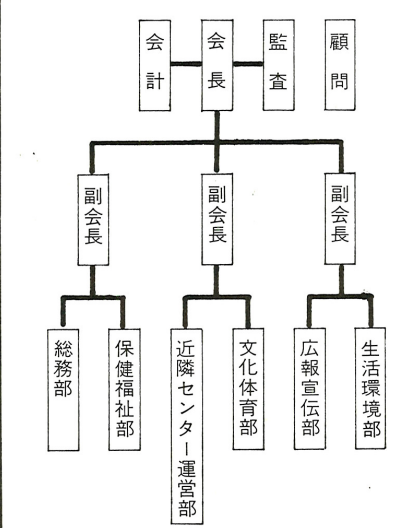 会計
会長
監査
顧問
副会長
副会長
副会長
総務部
保健福祉部
近隣センター運営部
文化体育部
広報宣伝部
生活環境部